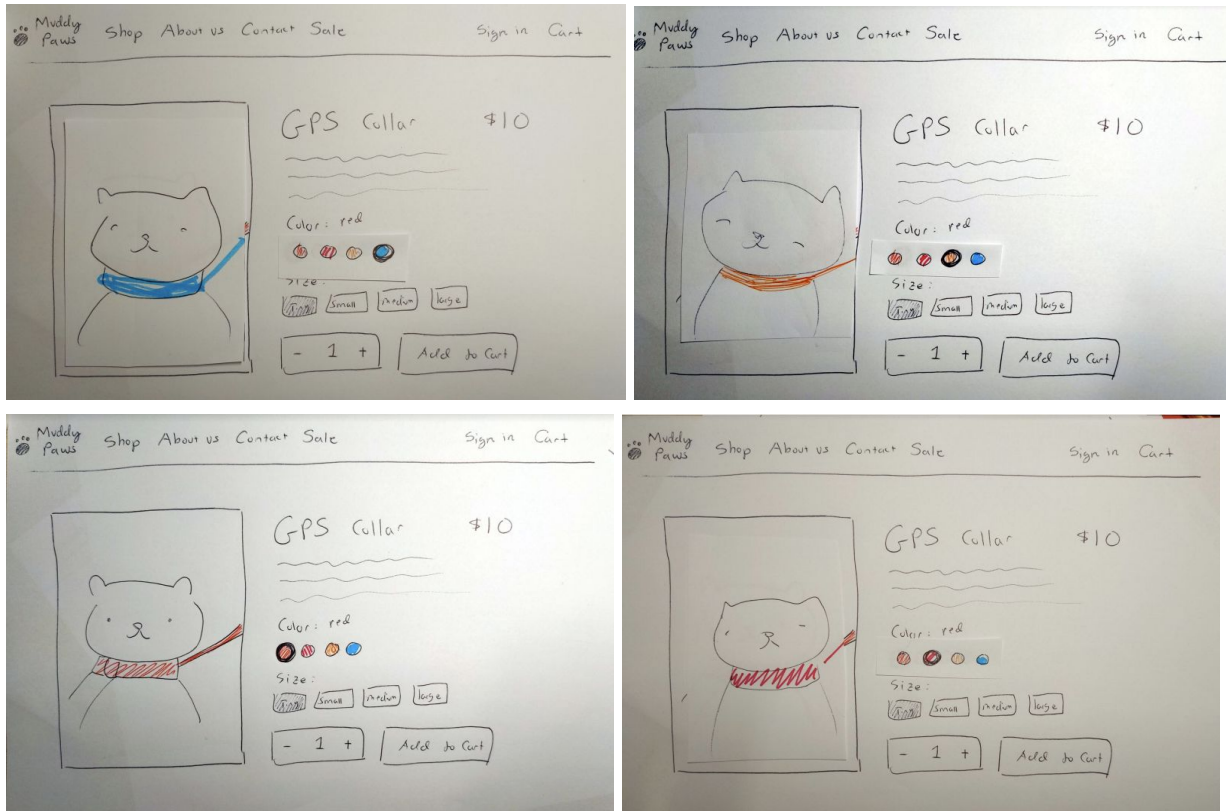 Muddy Paws Shop About us Contact Sale Sign in Cart
GPS Collar $10
Color: red
Size:
small medium large
- 1 +
Add to Cart
Muddy Paws Shop About us Contact Sale Sign in Cart
GPS Collar $10
Color: red
Size:
small medium large
- 1 +
Add to Cart
Muddy Paws Shop About us Contact Sale Sign in Cart
GPS Collar $10
Color: red
Size:
small medium large
- 1 +
Add to Cart
Muddy Paws Shop About us Contact Sale Sign in Cart
GPS Collar $10
Color: red
Size:
small medium large
- 1 +
Add to Cart